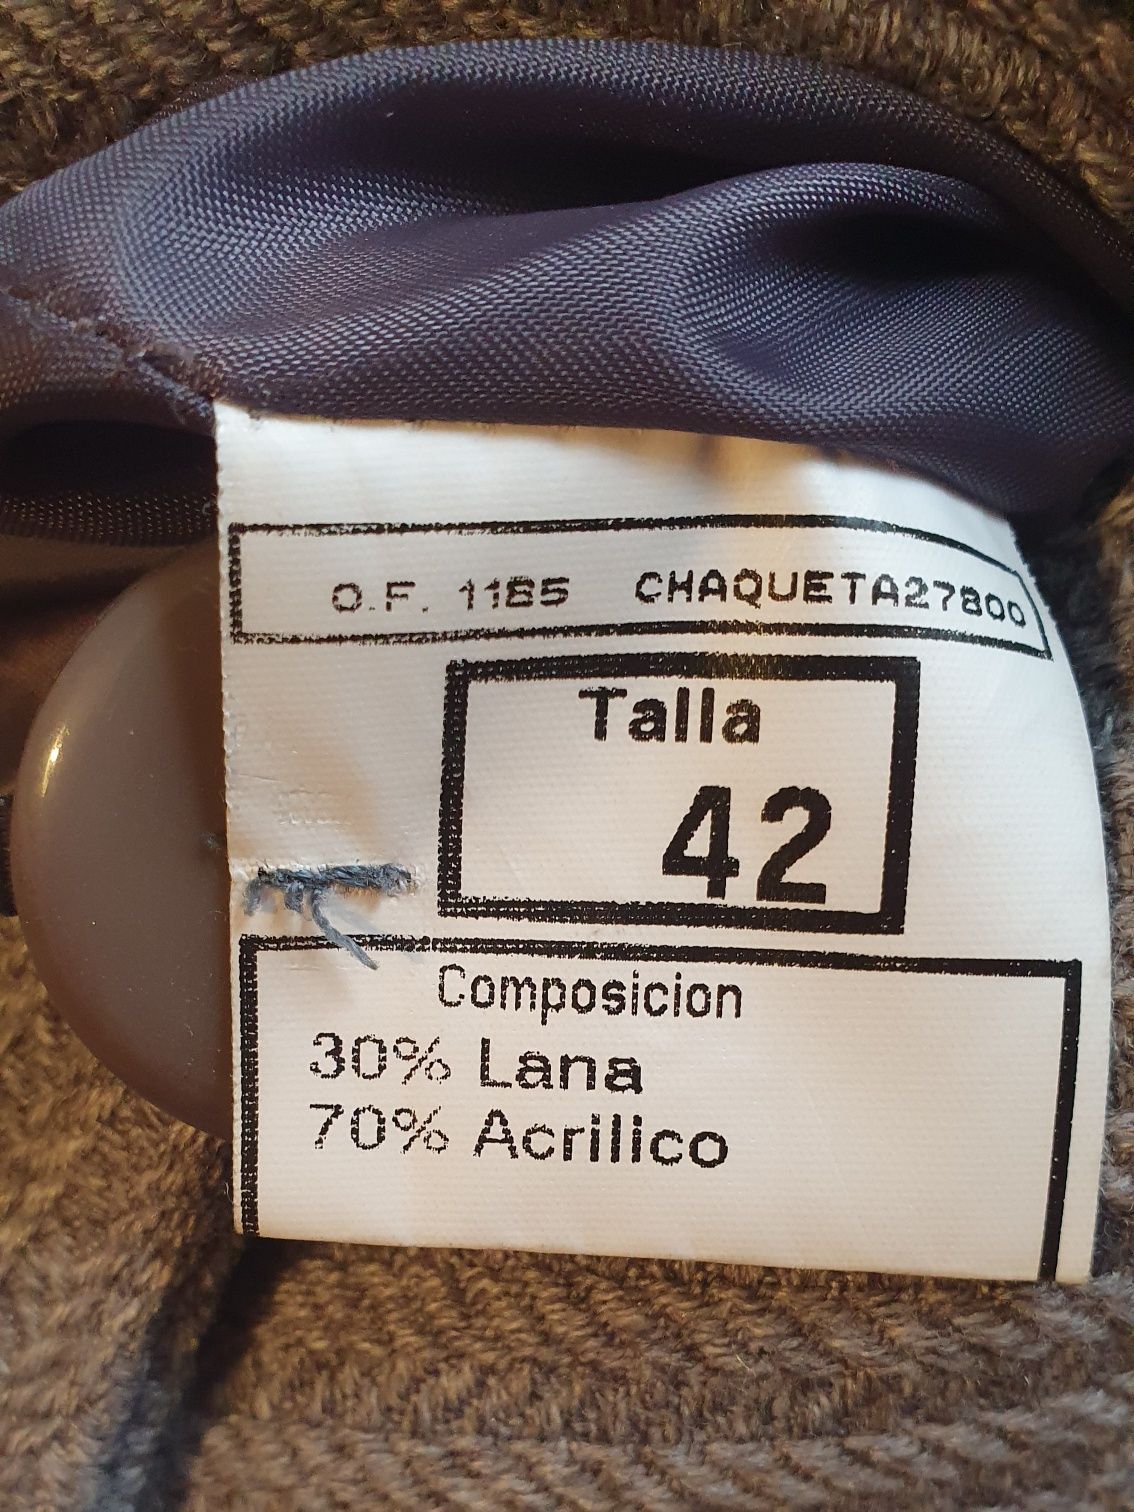 O.F. 1185 CHAQUETA27800
Talla
42
Composicion
30% Lana
70% Acrilico